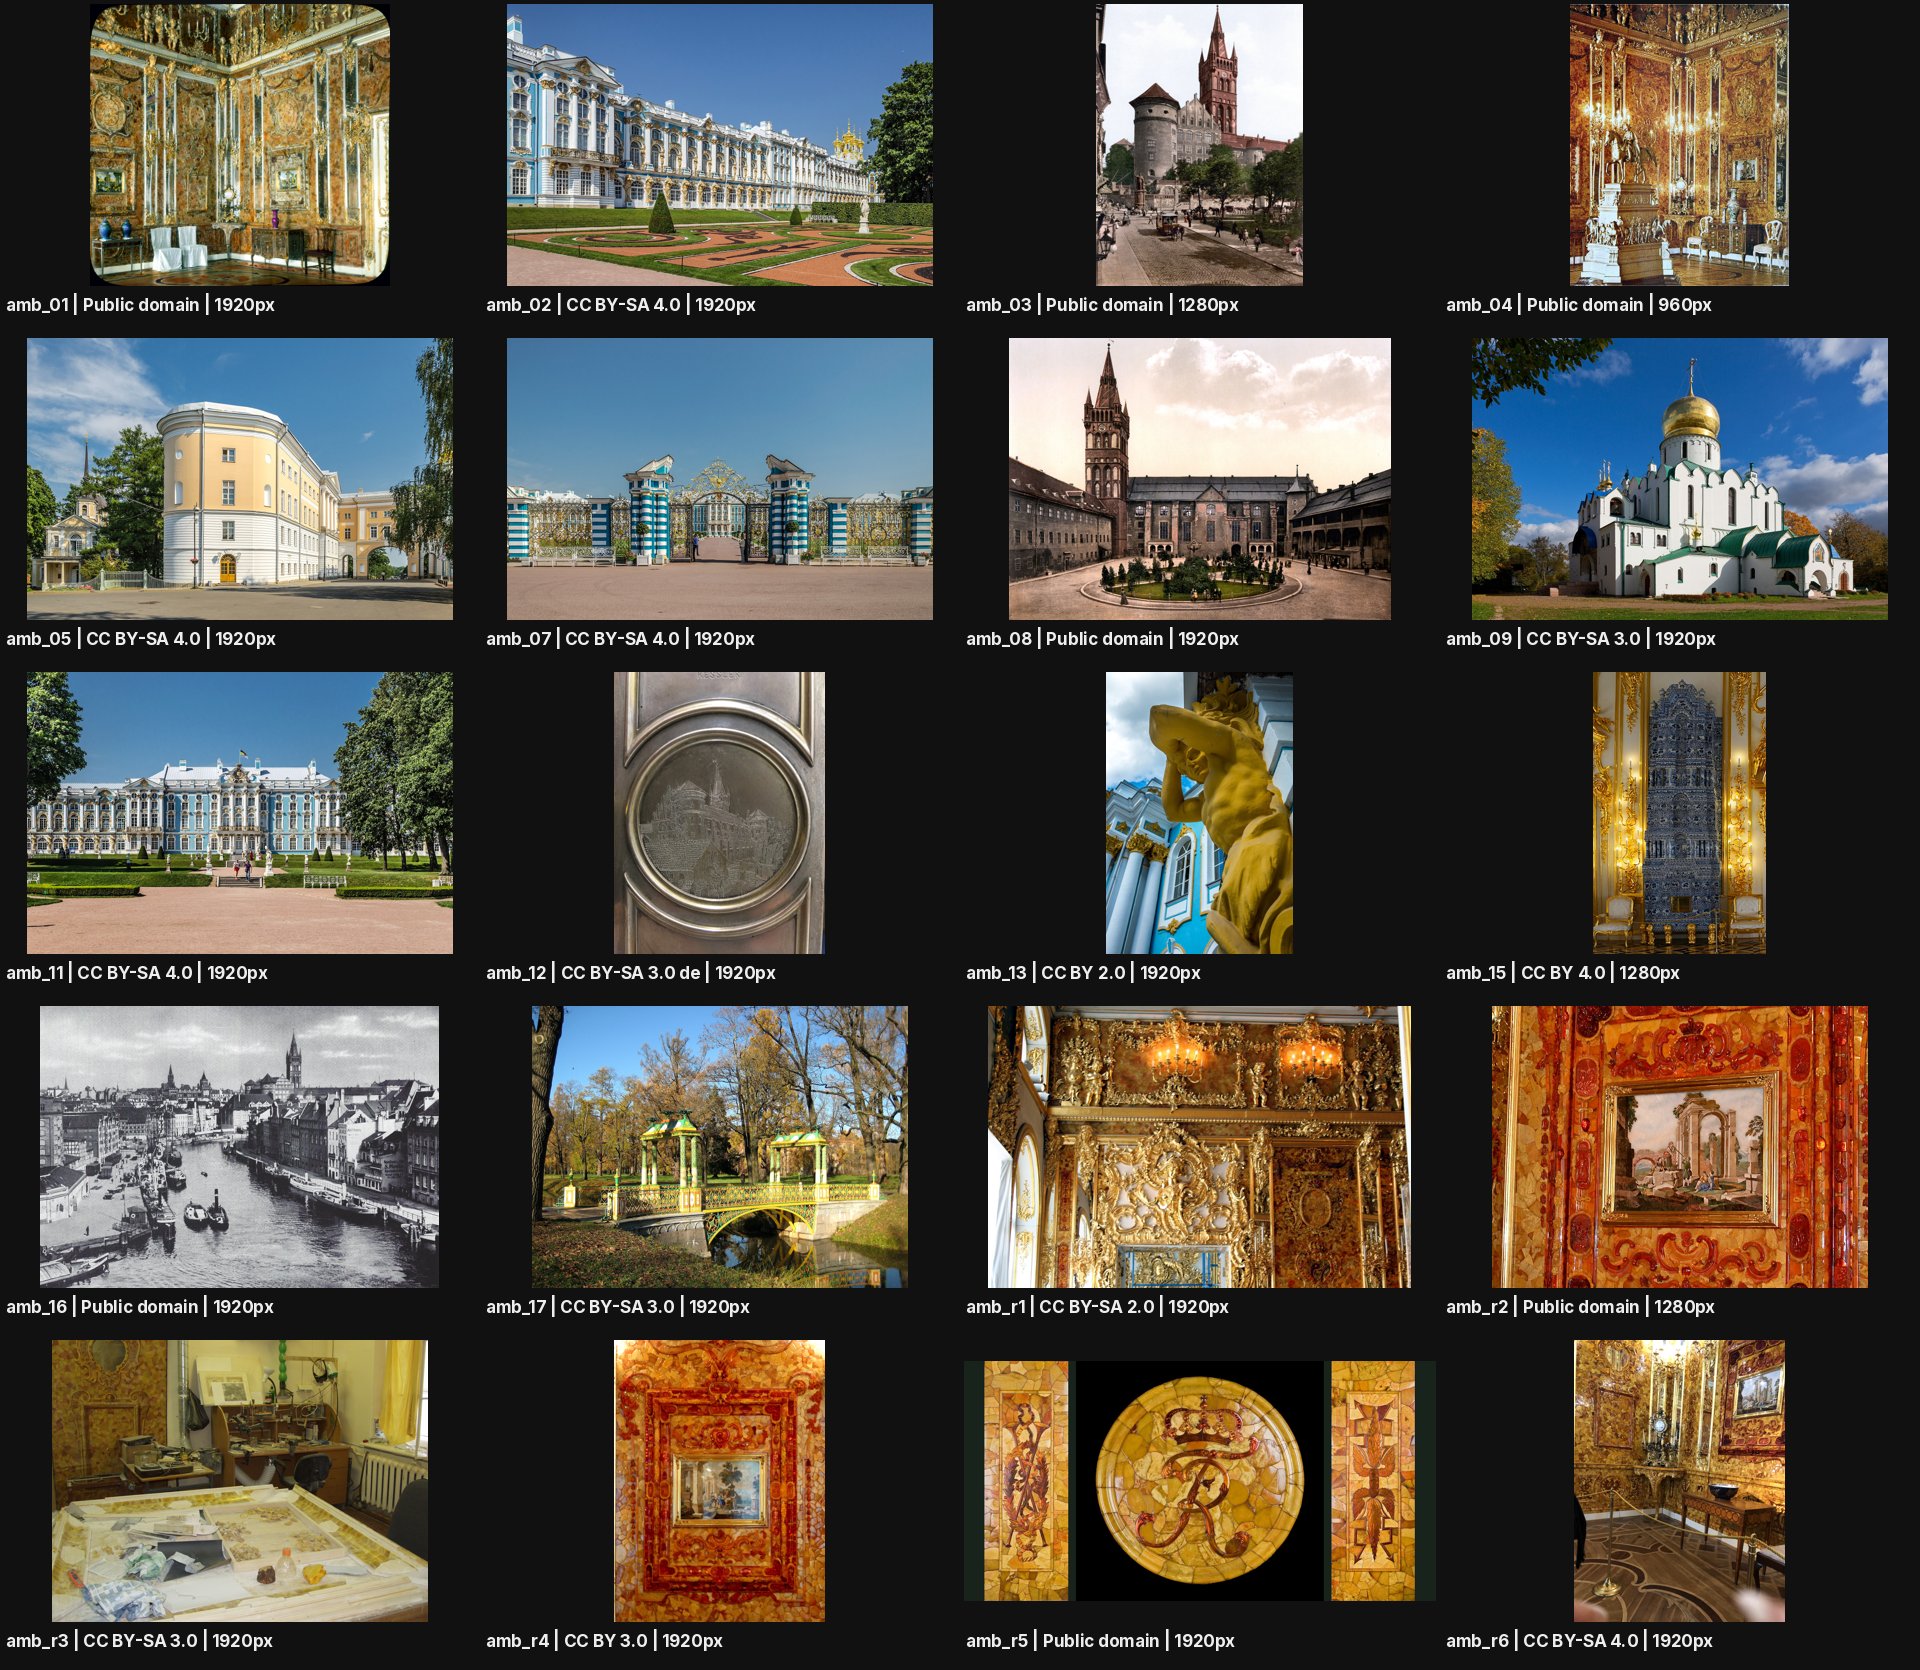 amb_01 | Public domain | 1920px
amb_02 | CC BY-SA 4.0 | 1920px
amb_03 | Public domain | 1280px
amb_04 | Public domain | 960px
amb_05 | CC BY-SA 4.0 | 1920px
amb_07 | CC BY-SA 4.0 | 1920px
amb_08 | Public domain | 1920px
amb_09 | CC BY-SA 3.0 | 1920px
amb_11 | CC BY-SA 4.0 | 1920px
amb_12 | CC BY-SA 3.0 de | 1920px
amb_13 | CC BY 2.0 | 1920px
amb_15 | CC BY 4.0 | 1280px
amb_16 | Public domain | 1920px
amb_17 | CC BY-SA 3.0 | 1920px
amb_r1 | CC BY-SA 2.0 | 1920px
amb_r2 | Public domain | 1280px
amb_r3 | CC BY-SA 3.0 | 1920px
amb_r4 | CC BY 3.0 | 1920px
amb_r5 | Public domain | 1920px
amb_r6 | CC BY-SA 4.0 | 1920px